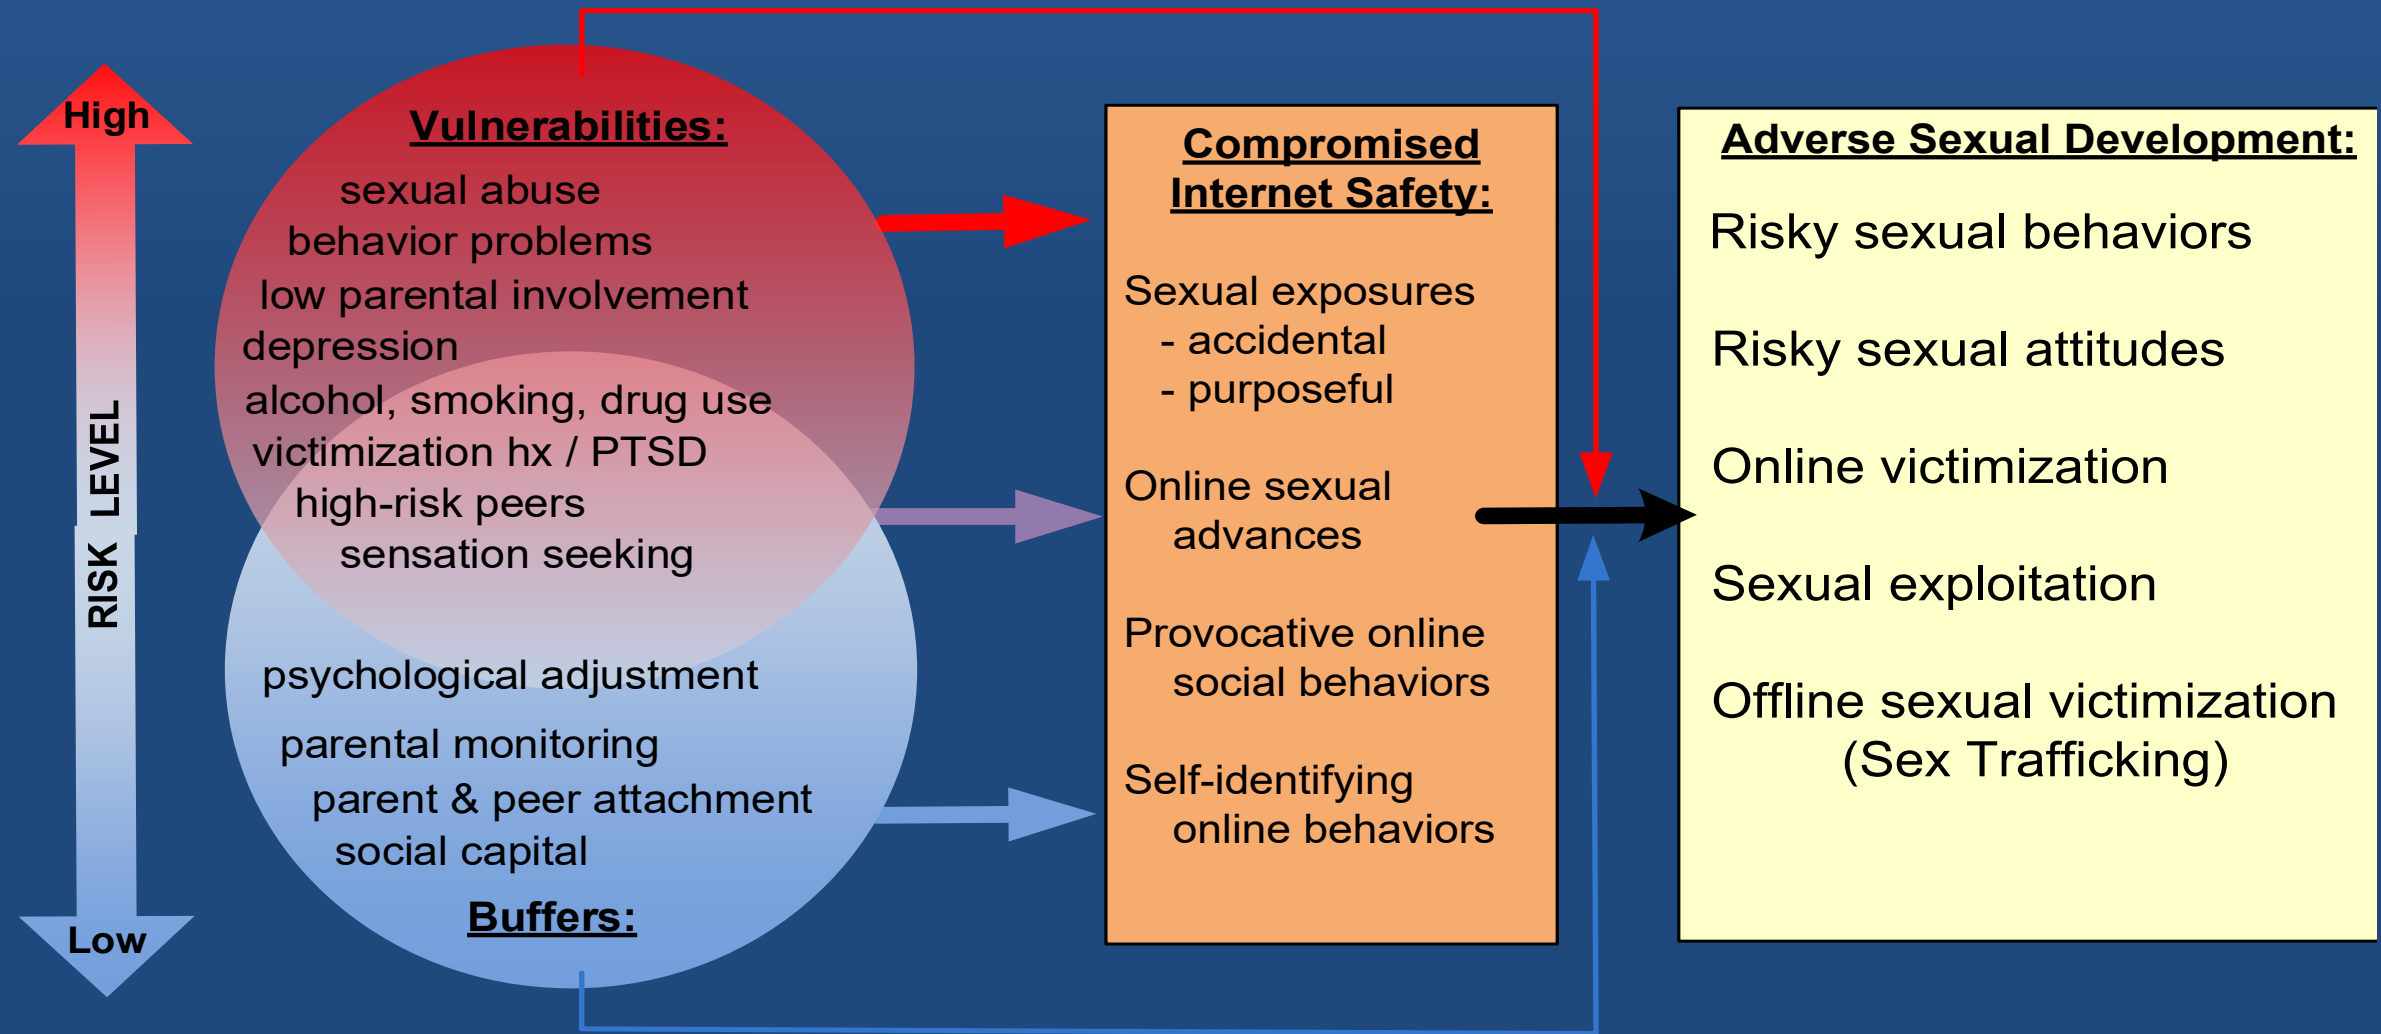 High
RISK LEVEL
Low
Vulnerabilities:
sexual abuse
behavior problems
low parental involvement
depression
alcohol, smoking, drug use
victimization hx / PTSD
high-risk peers
sensation seeking
psychological adjustment
parental monitoring
parent & peer attachment
social capital
Buffers:
Compromised
Internet Safety:
Sexual exposures
- accidental
- purposeful
Online sexual
advances
Provocative online
social behaviors
Self-identifying
online behaviors
Adverse Sexual Development:
Risky sexual behaviors
Risky sexual attitudes
Online victimization
Sexual exploitation
Offline sexual victimization
(Sex Trafficking)